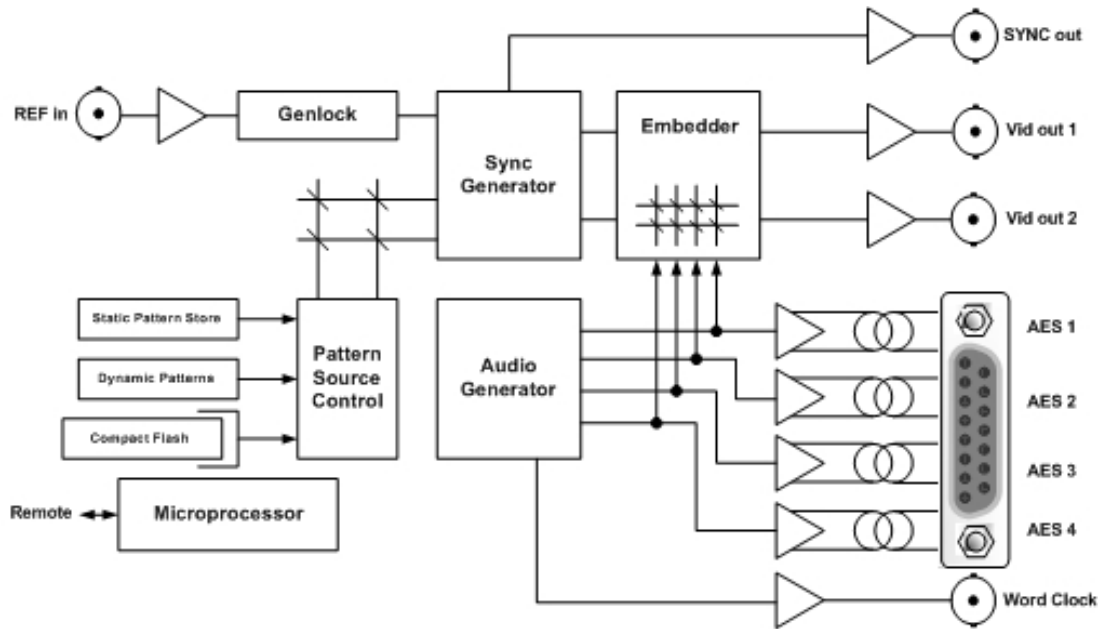 SYNC out
REF in
Genlock
Embedder
Vid out 1
Sync
Generator
Vid out 2
Static Pattern Store
Pattern
Source
Control
Audio
Generator
AES 1
Dynamic Patterns
AES 2
Compact Flash
AES 3
Remote
Microprocessor
AES 4
Word Clock